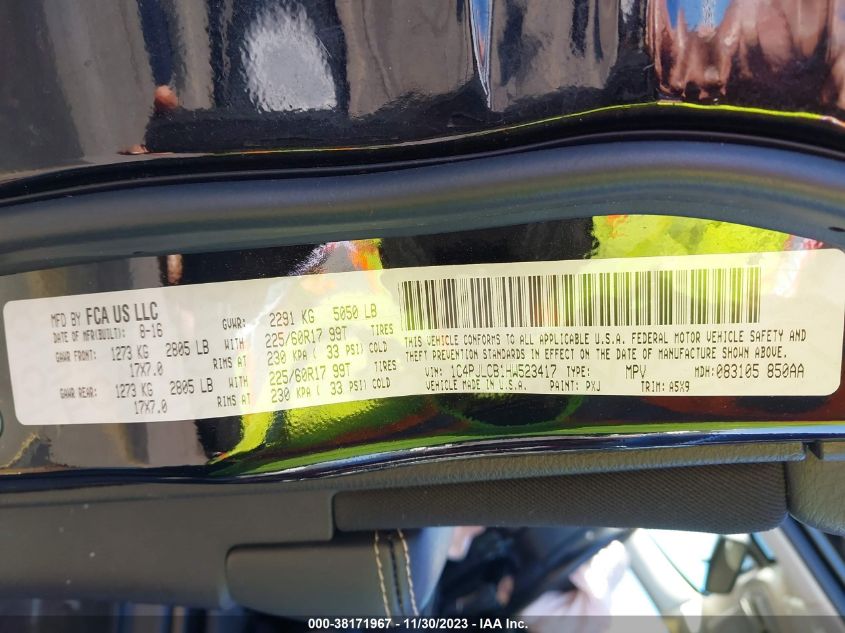 MFD BY FCA US LLC
DATE OF MFR(BUILT): 8-16
GVWR: 2291 KG 5050 LB
GAWR FRONT: 1273 KG 2805 LB WITH 225/60R17 99T TIRES
17X7.0 RIMS AT 230 KPA ( 33 PSI) COLD
GAWR REAR: 1273 KG 2805 LB WITH 225/60R17 99T TIRES
17X7.0 RIMS AT 230 KPA ( 33 PSI) COLD
THIS VEHICLE CONFORMS TO ALL APPLICABLE U.S.A. FEDERAL MOTOR VEHICLE SAFETY AND
THEFT PREVENTION STANDARDS IN EFFECT ON THE DATE OF MANUFACTURE SHOWN ABOVE.
VIN: 1C4PJLCB1HW523417 TYPE: MPV MDH: 083105 850AA
VEHICLE MADE IN U.S.A. PAINT: PXJ TRIM: A5X9
000-38171967 - 11/30/2023 - IAA Inc.